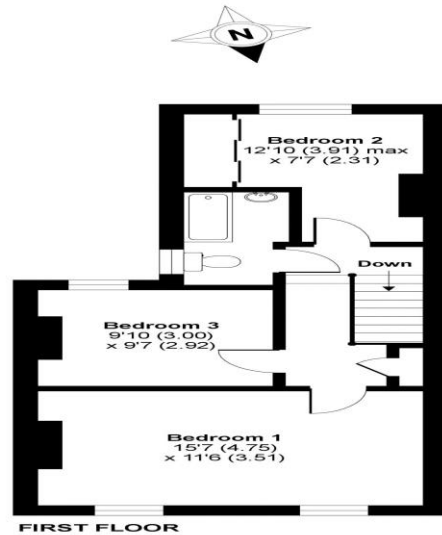 N
Bedroom 2
12'10 (3.91) max
x 7'7 (2.31)
Down
Bedroom 3
9'10 (3.00)
x 9'7 (2.92)
Bedroom 1
15'7 (4.75)
x 11'6 (3.51)
FIRST FLOOR